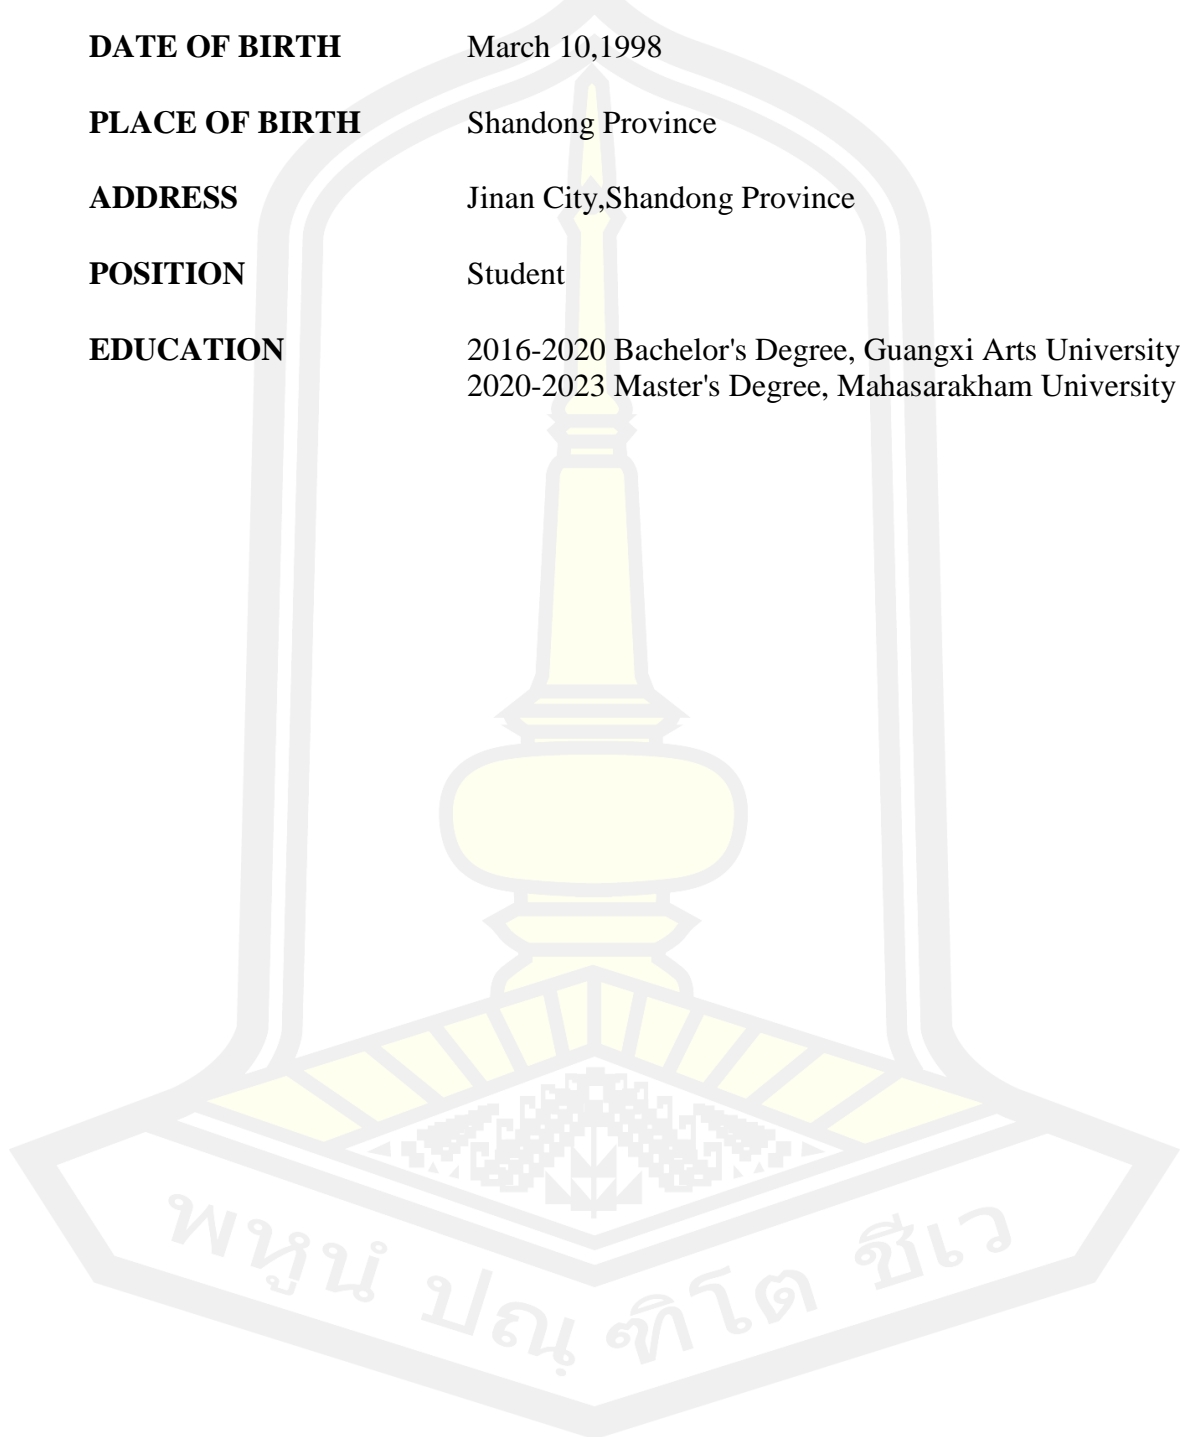 DATE OF BIRTH March 10,1998
PLACE OF BIRTH Shandong Province
ADDRESS Jinan City,Shandong Province
POSITION Student
EDUCATION 2016-2020 Bachelor's Degree, Guangxi Arts University
2020-2023 Master's Degree, Mahasarakham University
พหูนํ ปณฺ ฑิโต ชีเว